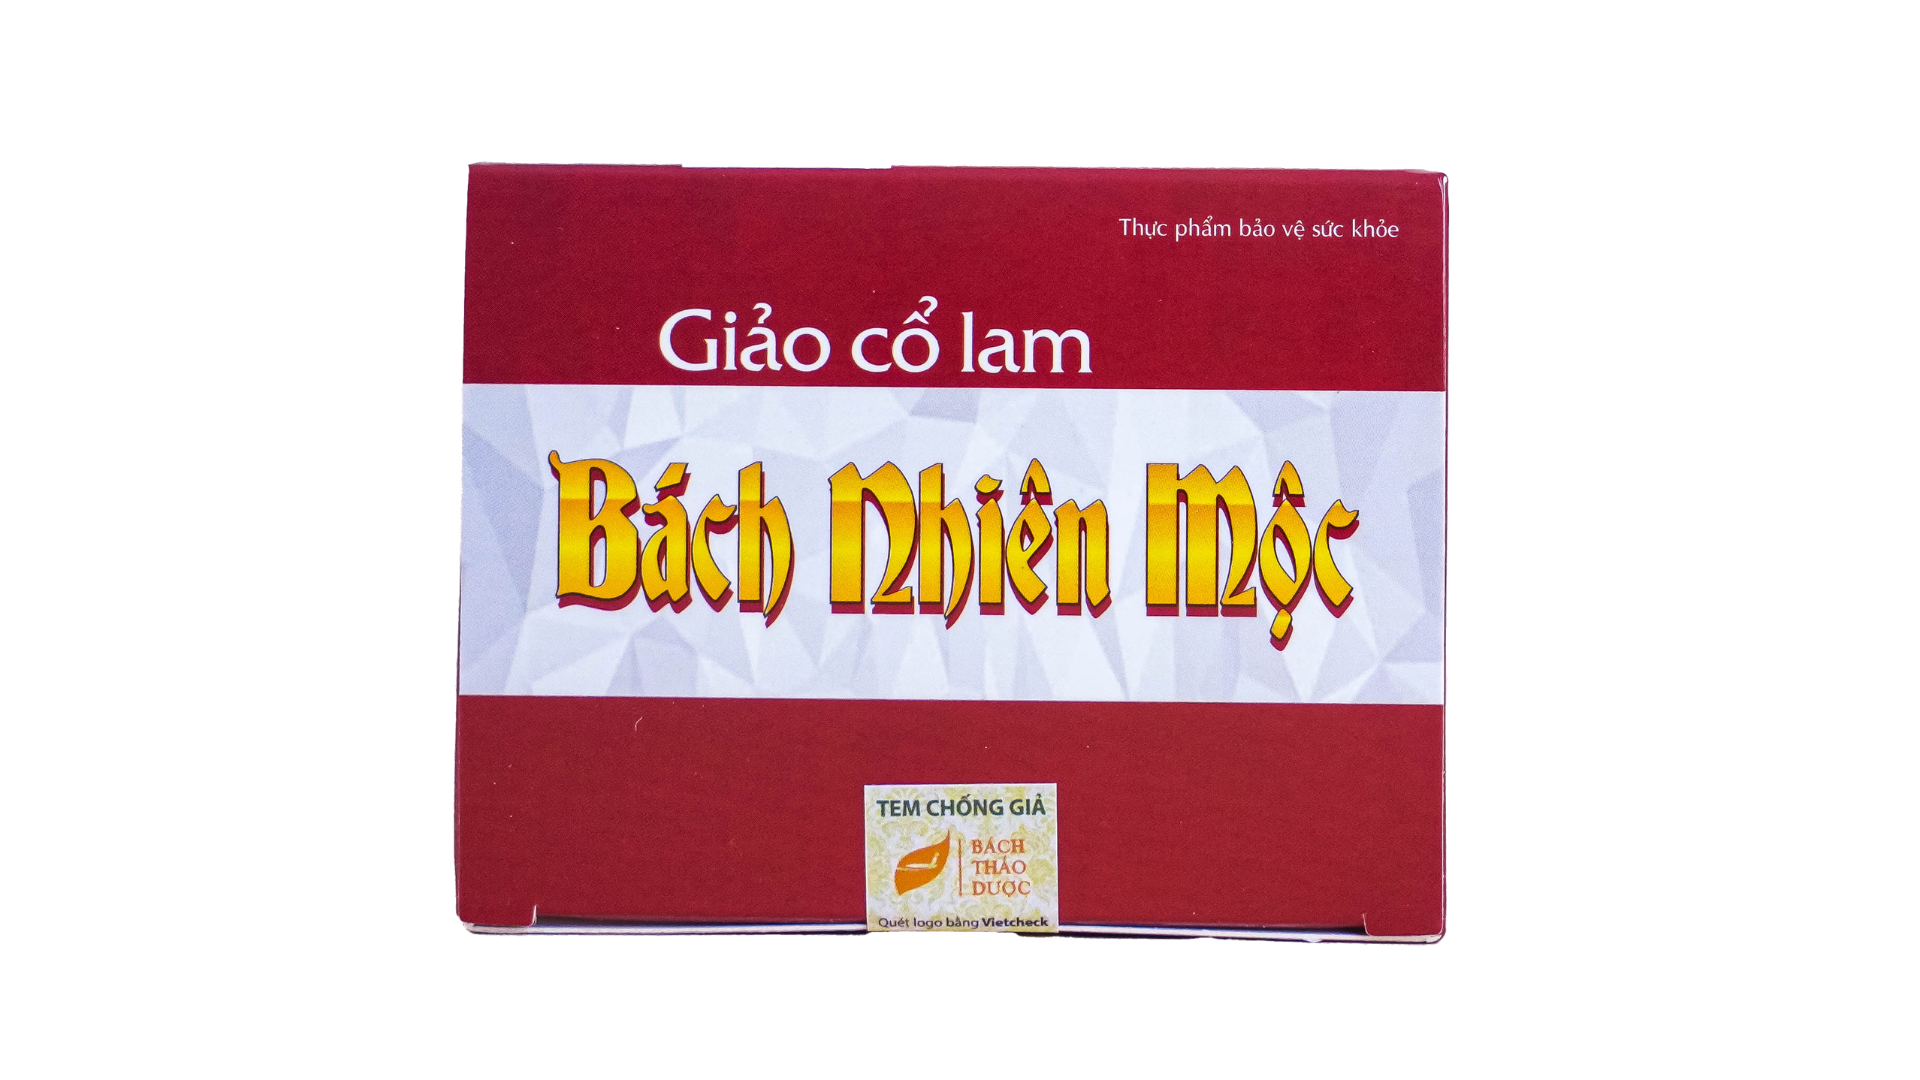 Thực phẩm bảo vệ sức khỏe
Giảo cổ lam
Bách Nhiên Mộc
TEM CHỐNG GIẢ
BÁCH
THẢO
DƯỢC
Quét logo bằng Vietcheck